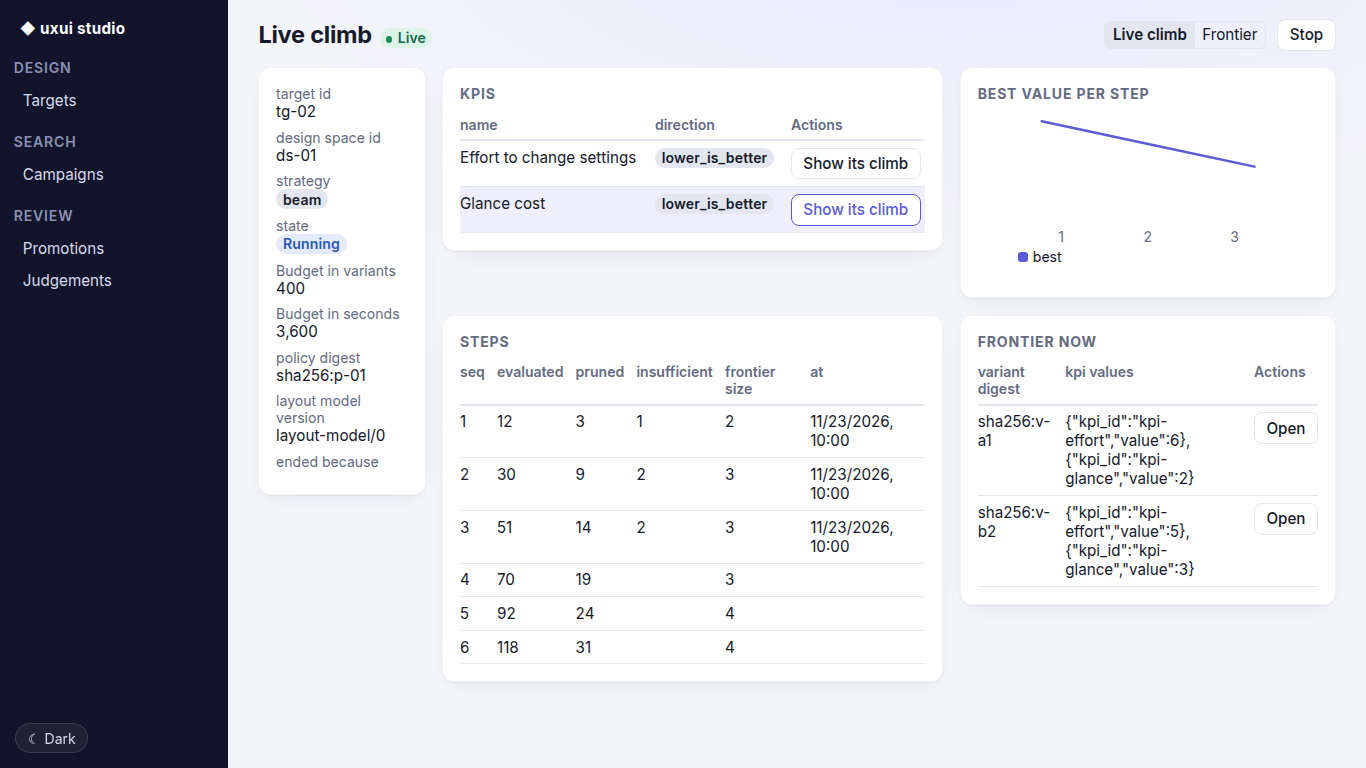 ◆ uxui studio
DESIGN
Targets
SEARCH
Campaigns
REVIEW
Promotions
Judgements
☾ Dark
Live climb
Live
Live climb
Frontier
Stop
target id
tg-02
design space id
ds-01
strategy
beam
state
Running
Budget in variants
400
Budget in seconds
3,600
policy digest
sha256:p-01
layout model
version
layout-model/0
ended because
KPIS
name direction Actions
Effort to change settings lower_is_better Show its climb
Glance cost lower_is_better Show its climb
BEST VALUE PER STEP
1 2 3
best
STEPS
seq evaluated pruned insufficient frontier
size
at
1 12 3 1 2 11/23/2026,
10:00
2 30 9 2 3 11/23/2026,
10:00
3 51 14 2 3 11/23/2026,
10:00
4 70 19 3
5 92 24 4
6 118 31 4
FRONTIER NOW
variant
digest
kpi values
Actions
sha256:v-
a1
{"kpi_id":"kpi-
effort","value":6},
{"kpi_id":"kpi-
glance","value":2}
Open
sha256:v-
b2
{"kpi_id":"kpi-
effort","value":5},
{"kpi_id":"kpi-
glance","value":3}
Open